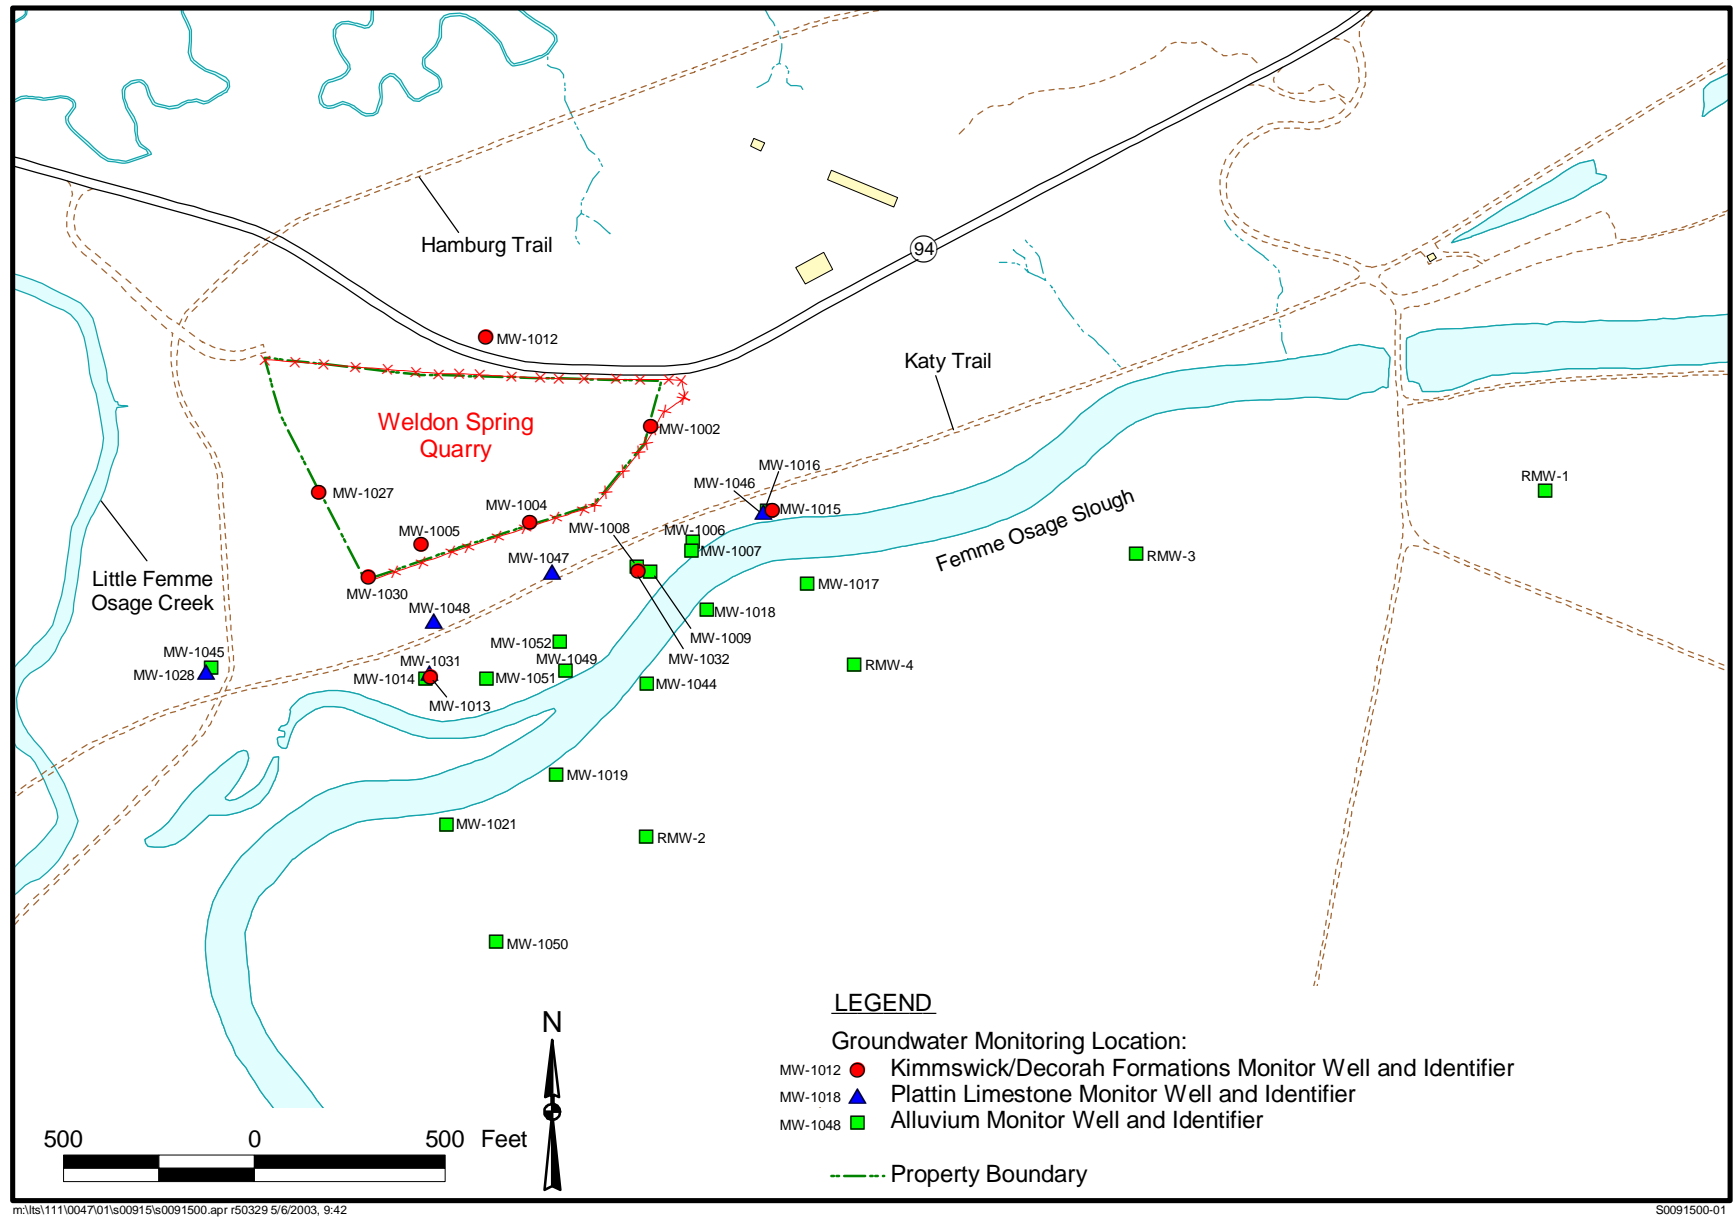 Hamburg Trail
94
MW-1012
Katy Trail
Weldon Spring
Quarry
MW-1002
MW-1016
MW-1046
RMW-1
MW-1027
MW-1004
MW-1015
MW-1008
MW-1006
Femme Osage Slough
MW-1005
MW-1007
MW-1047
RMW-3
Little Femme
Osage Creek
MW-1030
MW-1017
MW-1048
MW-1018
MW-1009
MW-1052
MW-1045
MW-1031
MW-1049
MW-1032
RMW-4
MW-1028
MW-1014
MW-1051
MW-1044
MW-1013
MW-1019
MW-1021
RMW-2
MW-1050
N
LEGEND
Groundwater Monitoring Location:
MW-1012 Kimmswick/Decorah Formations Monitor Well and Identifier
MW-1018 Plattin Limestone Monitor Well and Identifier
MW-1048 Alluvium Monitor Well and Identifier
500 0 500 Feet
Property Boundary
m:\lts\111\0047\01\s00915\s0091500.apr r50329 5/6/2003, 9:42
S0091500-01